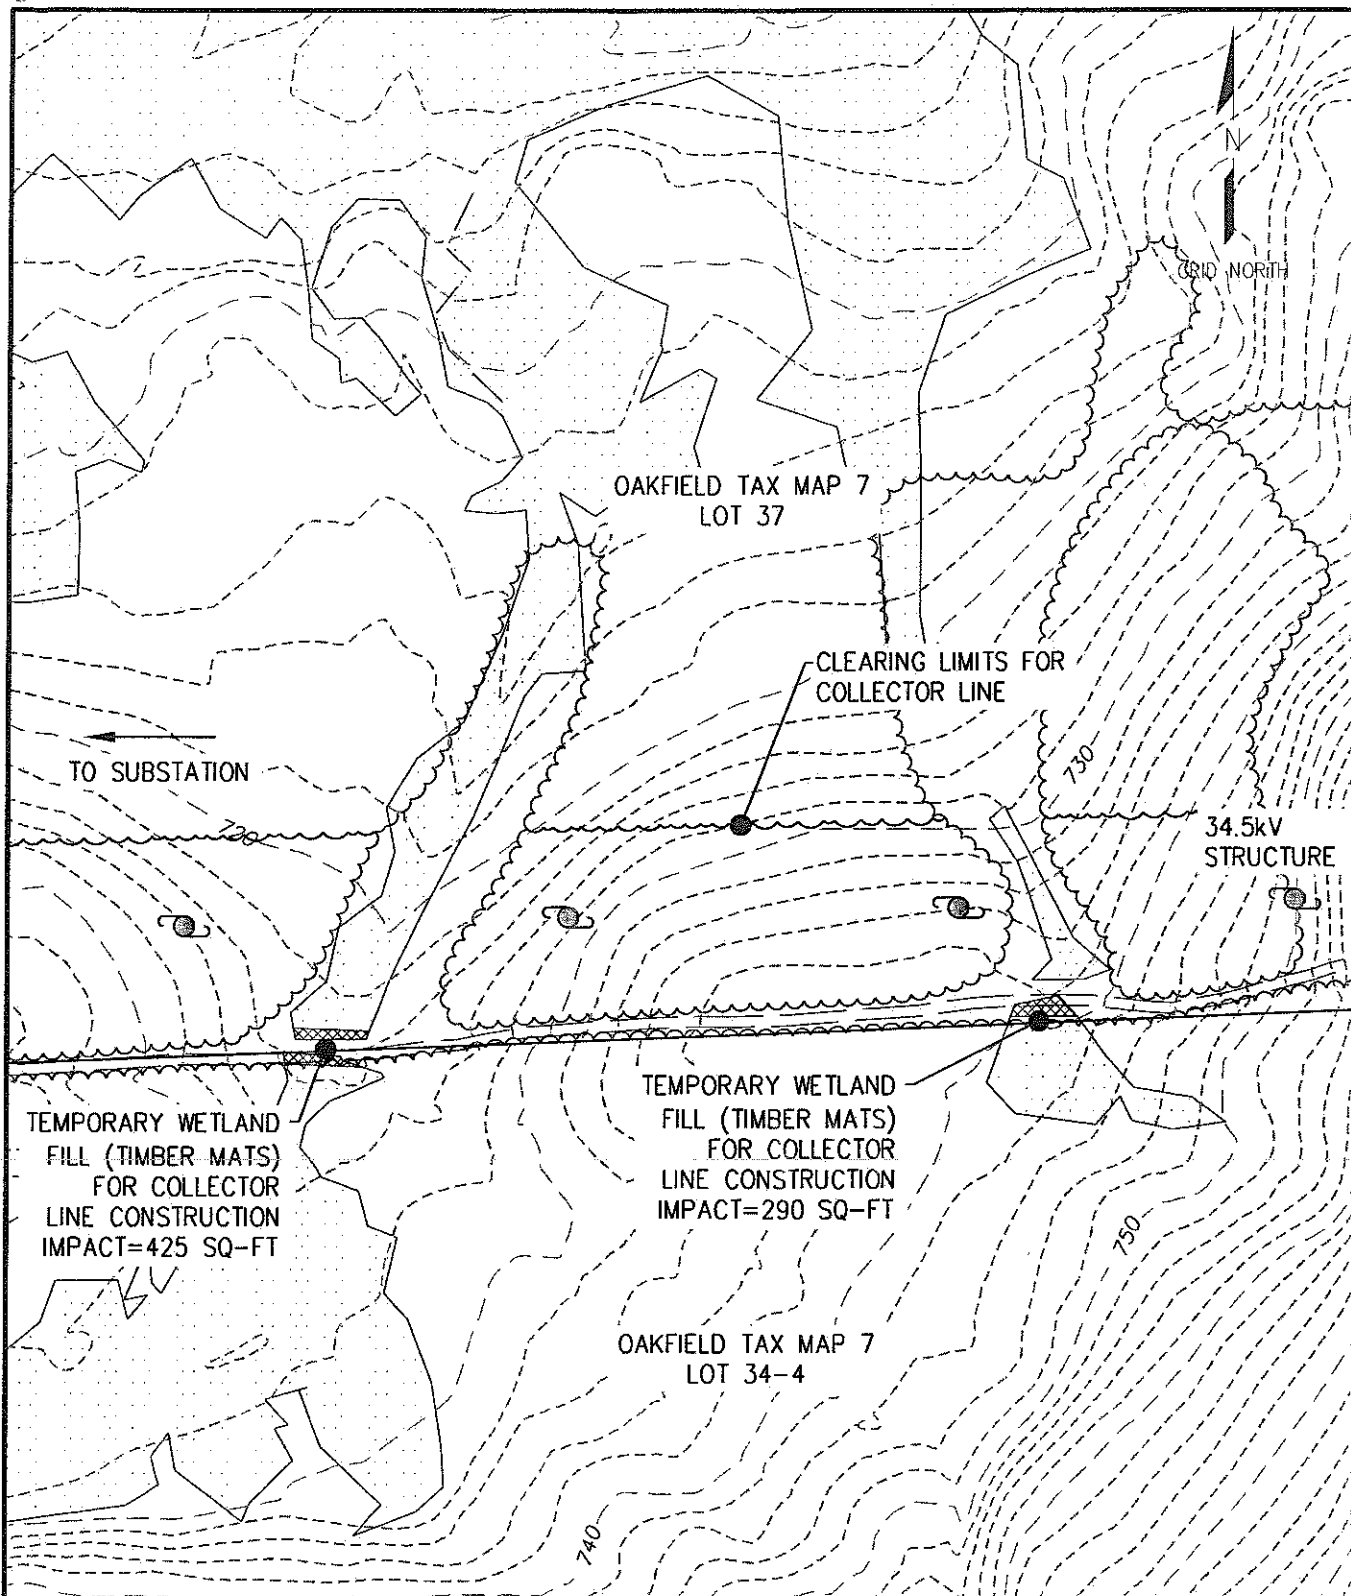 N
GRID NORTH
OAKFIELD TAX MAP 7
LOT 37
CLEARING LIMITS FOR
COLLECTOR LINE
TO SUBSTATION
730
720
34.5kV
STRUCTURE
TEMPORARY WETLAND
FILL (TIMBER MATS)
FOR COLLECTOR
LINE CONSTRUCTION
IMPACT=425 SQ-FT
TEMPORARY WETLAND
FILL (TIMBER MATS)
FOR COLLECTOR
LINE CONSTRUCTION
IMPACT=290 SQ-FT
750
OAKFIELD TAX MAP 7
LOT 34-4
740